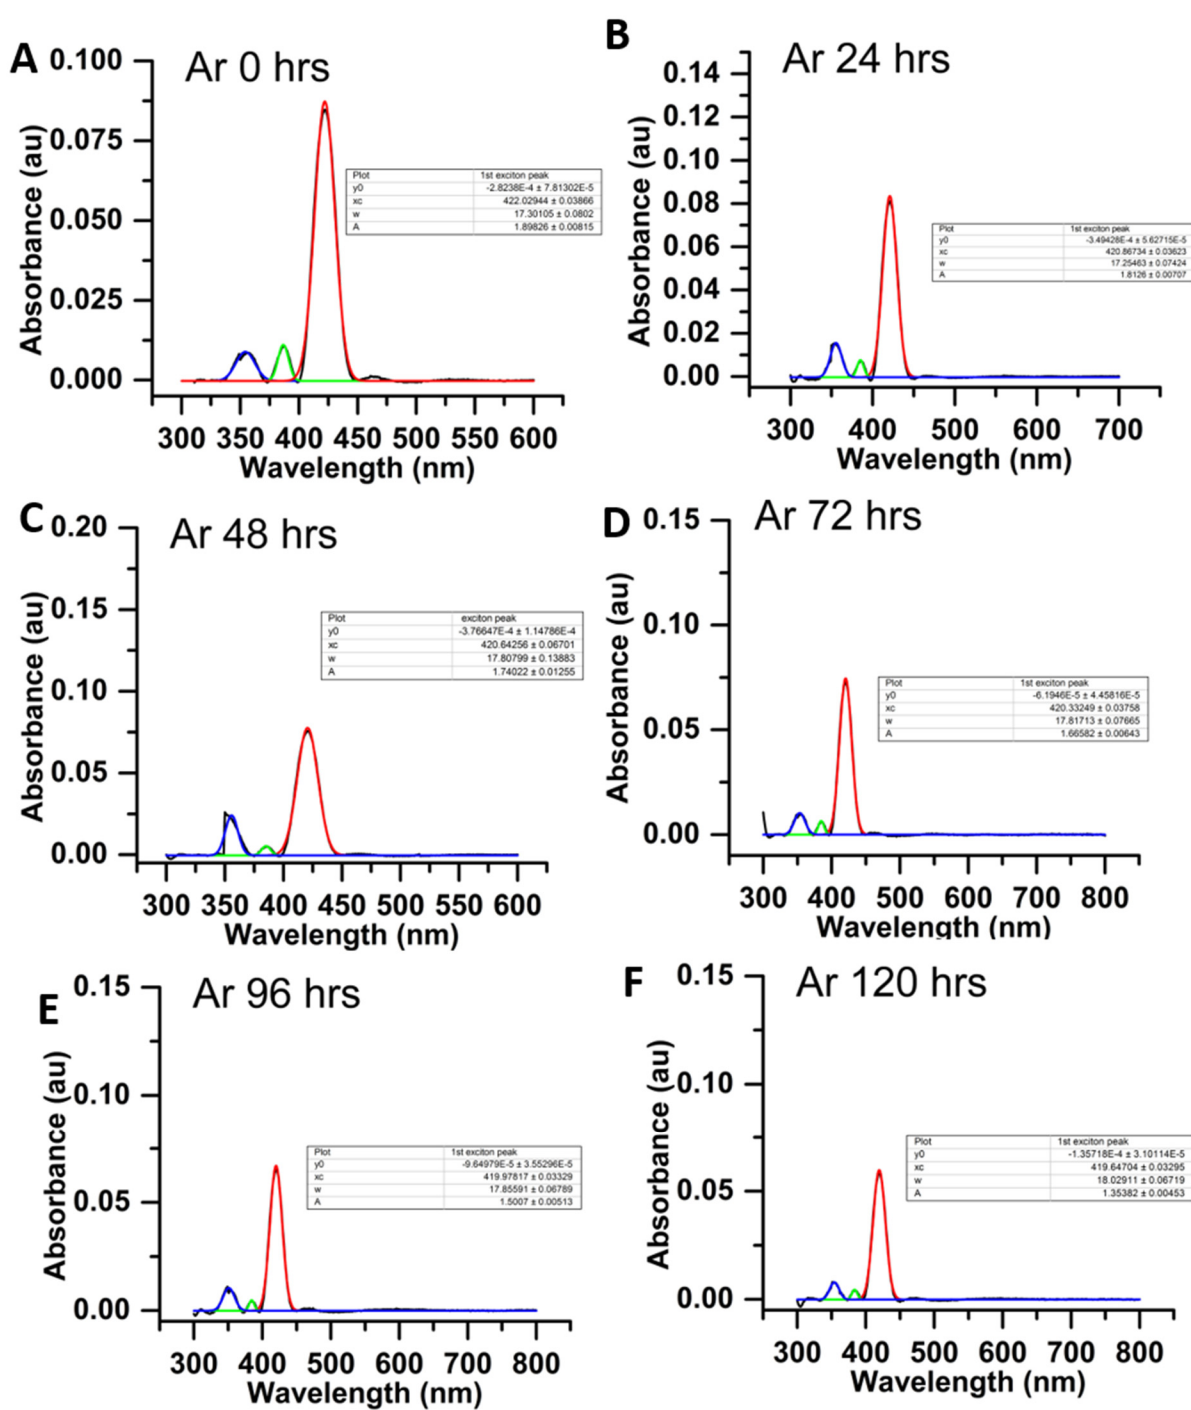 A
Ar 0 hrs
Absorbance (au)
0.100
0.075
0.050
0.025
0.000
300 350 400 450 500 550 600
Wavelength (nm)
Plot 1st exciton peak
y0 -2.8238E-4 ± 7.81302E-5
xc 422.02944 ± 0.03866
w 17.30105 ± 0.0802
A 1.89826 ± 0.00815
B
Ar 24 hrs
Absorbance (au)
0.14
0.12
0.10
0.08
0.06
0.04
0.02
0.00
300 400 500 600 700
Wavelength (nm)
Plot 1st exciton peak
y0 -3.49428E-4 ± 5.62715E-5
xc 420.86734 ± 0.03623
w 17.25463 ± 0.07424
A 1.8126 ± 0.00707
C
Ar 48 hrs
Absorbance (au)
0.20
0.15
0.10
0.05
0.00
300 350 400 450 500 550 600
Wavelength (nm)
Plot exciton peak
y0 -3.76647E-4 ± 1.14786E-4
xc 420.64256 ± 0.06701
w 17.80799 ± 0.13883
A 1.74022 ± 0.01255
D
Ar 72 hrs
Absorbance (au)
0.15
0.10
0.05
0.00
300 400 500 600 700 800
Wavelength (nm)
Plot 1st exciton peak
y0 -6.1946E-5 ± 4.45816E-5
xc 420.33249 ± 0.03758
w 17.81713 ± 0.07665
A 1.66582 ± 0.00643
E
Ar 96 hrs
Absorbance (au)
0.15
0.10
0.05
0.00
300 400 500 600 700 800
Wavelength (nm)
Plot 1st exciton peak
y0 -9.64979E-5 ± 3.55296E-5
xc 419.97817 ± 0.03329
w 17.85591 ± 0.06789
A 1.5007 ± 0.00513
F
Ar 120 hrs
Absorbance (au)
0.15
0.10
0.05
0.00
300 400 500 600 700 800
Wavelength (nm)
Plot 1st exciton peak
y0 -1.35718E-4 ± 3.10114E-5
xc 419.64704 ± 0.03295
w 18.02911 ± 0.06719
A 1.35382 ± 0.00453